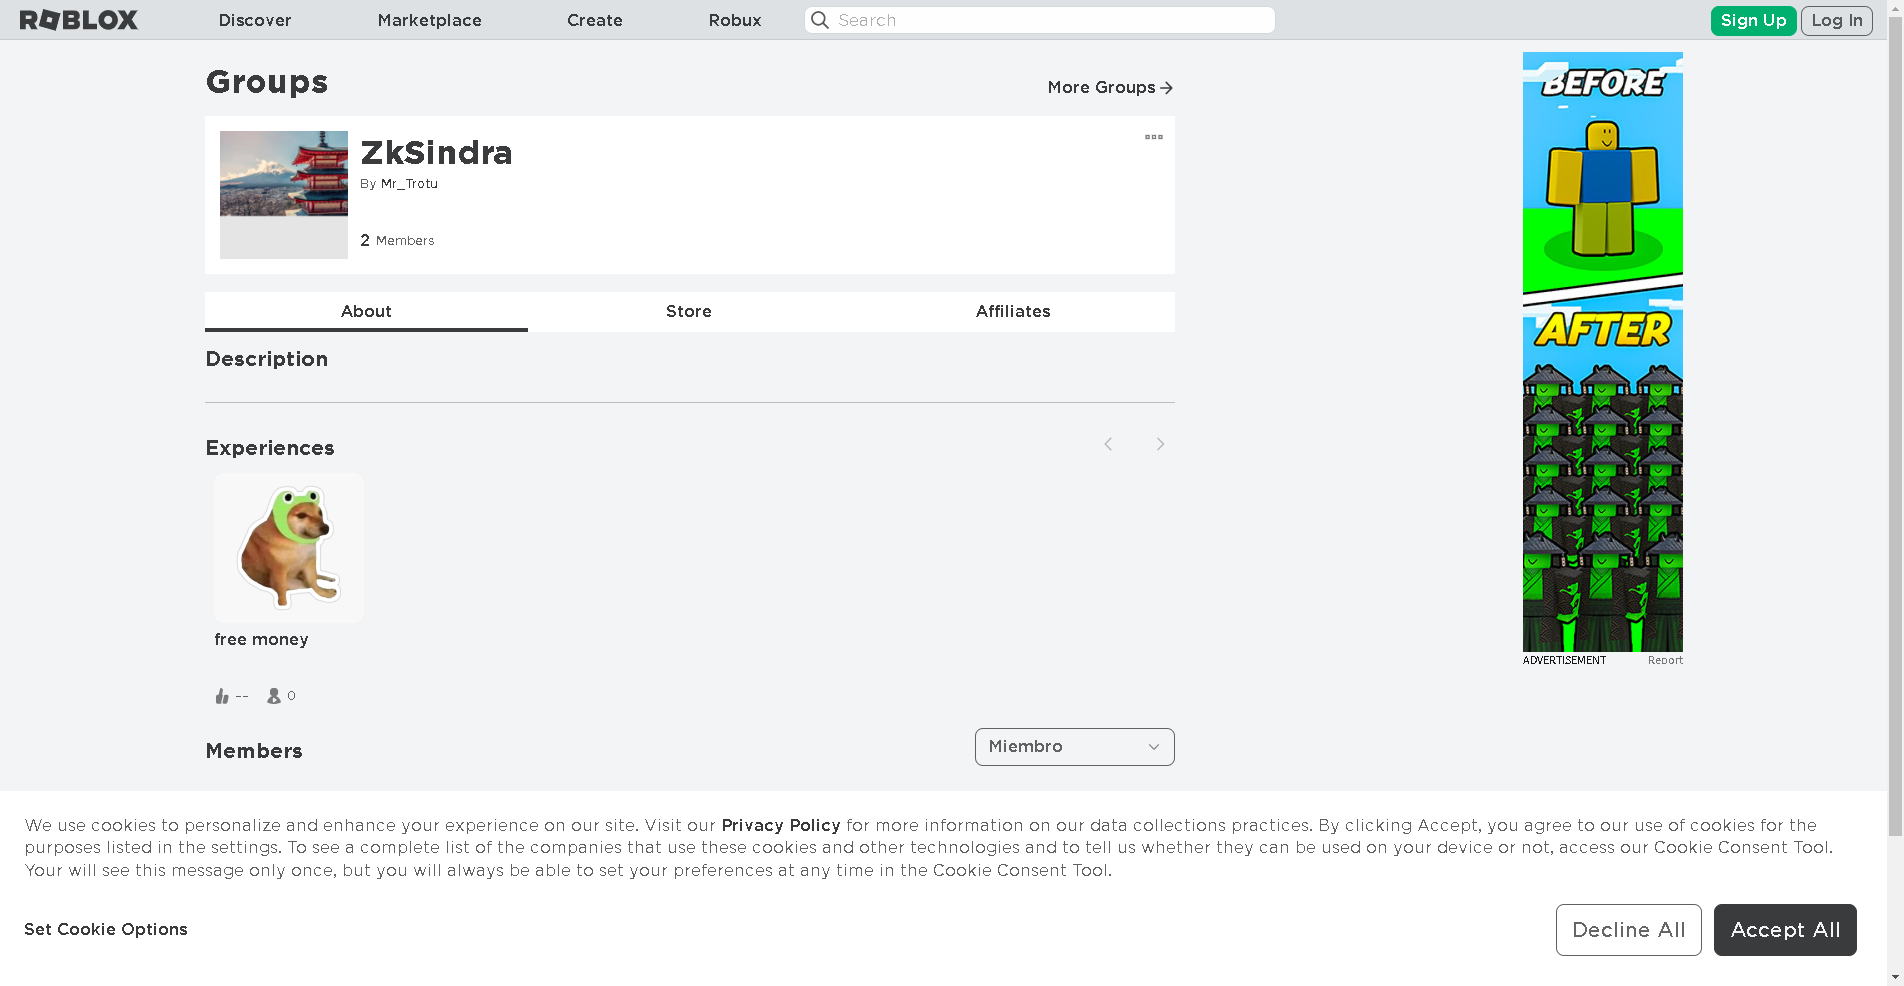 ROBLOX
Discover
Marketplace
Create
Robux
Search
Sign Up
Log In
Groups
More Groups
ZkSindra
By Mr_Trotu
2 Members
About
Store
Affiliates
Description
Experiences
free money
--
0
Members
Miembro
BEFORE
AFTER
ADVERTISEMENT
Report
We use cookies to personalize and enhance your experience on our site. Visit our Privacy Policy for more information on our data collections practices. By clicking Accept, you agree to our use of cookies for the
purposes listed in the settings. To see a complete list of the companies that use these cookies and other technologies and to tell us whether they can be used on your device or not, access our Cookie Consent Tool.
Your will see this message only once, but you will always be able to set your preferences at any time in the Cookie Consent Tool.
Set Cookie Options
Decline All
Accept All